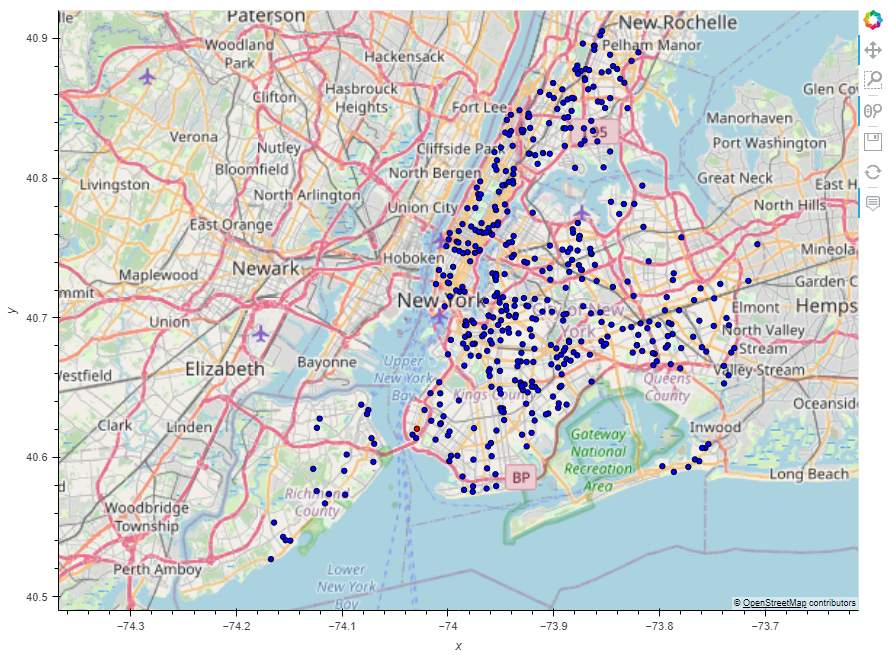 Paterson
New Rochelle
40.9
Woodland
Park
Hackensack
Pelham Manor
Clifton
Hasbrouck
Heights
Fort Lee
Glen Co
Manorhaven
Verona
Nutley
Cliffside Pa
95
Port Washington
Bloomfield
North Bergen
40.8
Livingston
North Arlington
Great Neck
East H
Union City
North Hills
East Orange
Mineola
Hoboken
Maplewood
Newark
Garden C
mmit
New York
Elmont
Hemps
40.7
Union
York
North Valley
Stream
y
Elizabeth
Bayonne
Upper
New York
Bay
Valley Stream
Westfield
Kings County
Queens
County
Oceanside
Clark
Linden
Inwood
Gateway
National
Recreation
Area
40.6
BP
Long Beach
d
Richmond
County
Woodbridge
Township
Perth Amboy
Lower
New York
Bay
40.5
© OpenStreetMap contributors
−74.3
−74.2
−74.1
−74
−73.9
−73.8
−73.7
x